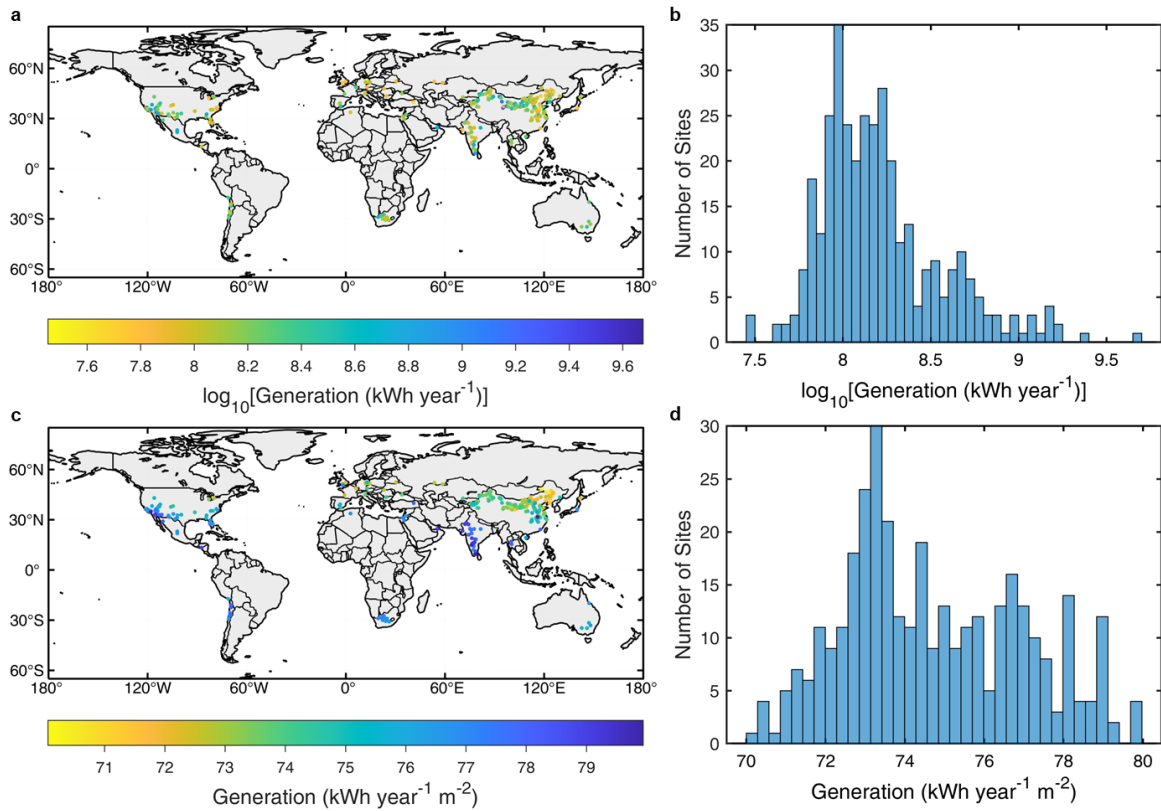 a
60°N
30°N
0°
30°S
60°S
180°
120°W
60°W
0°
60°E
120°E
180°
7.6 7.8 8 8.2 8.4 8.6 8.8 9 9.2 9.4 9.6
log10[Generation (kWh year-1)]
b
35
30
25
20
15
10
5
0
Number of Sites
7.5 8 8.5 9 9.5
log10[Generation (kWh year-1)]
c
60°N
30°N
0°
30°S
60°S
180°
120°W
60°W
0°
60°E
120°E
180°
71 72 73 74 75 76 77 78 79
Generation (kWh year-1 m-2)
d
30
25
20
15
10
5
0
Number of Sites
70 72 74 76 78 80
Generation (kWh year-1 m-2)